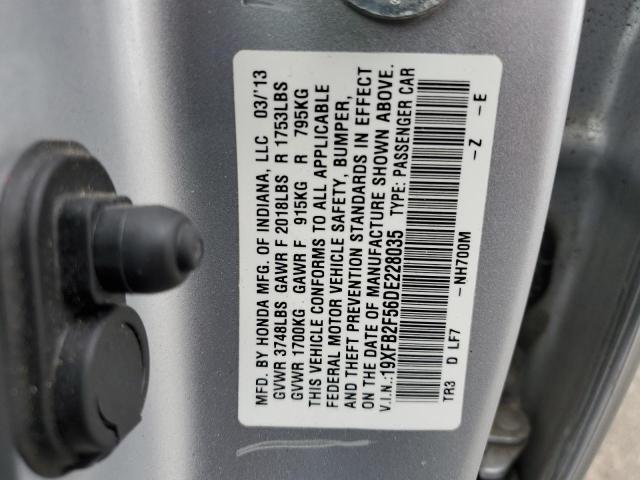 MFD. BY HONDA MFG. OF INDIANA, LLC 03/'13
GVWR 3748LBS GAWR F 2018LBS R 1753LBS
GVWR 1700KG GAWR F 915KG R 795KG
THIS VEHICLE CONFORMS TO ALL APPLICABLE
FEDERAL MOTOR VEHICLE SAFETY, BUMPER,
AND THEFT PREVENTION STANDARDS IN EFFECT
ON THE DATE OF MANUFACTURE SHOWN ABOVE.
V.I.N.:19XFB2F56DE228035 TYPE: PASSENGER CAR
TR3 D LF7 - NH700M - Z - E